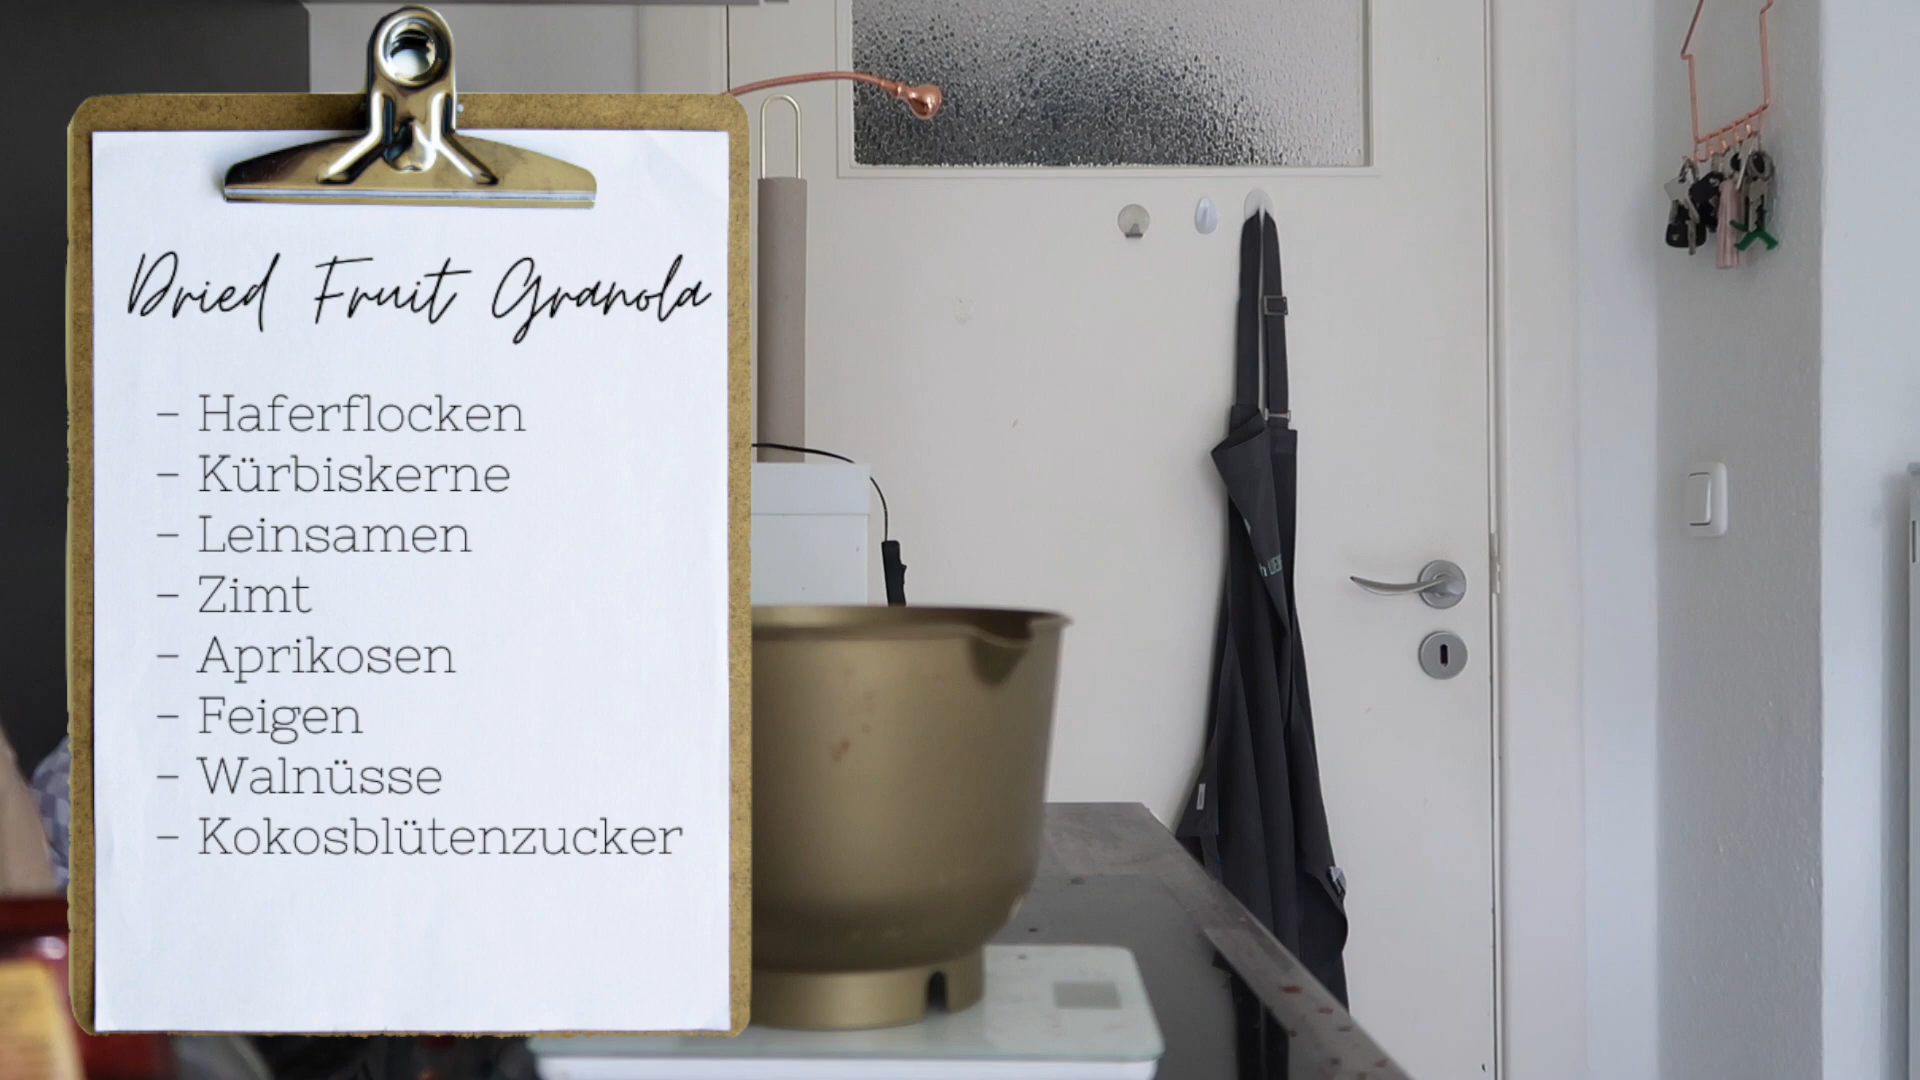 Dried Fruit Granola
- Haferflocken
- Kürbiskerne
- Leinsamen
- Zimt
- Aprikosen
- Feigen
- Walnüsse
- Kokosblütenzucker